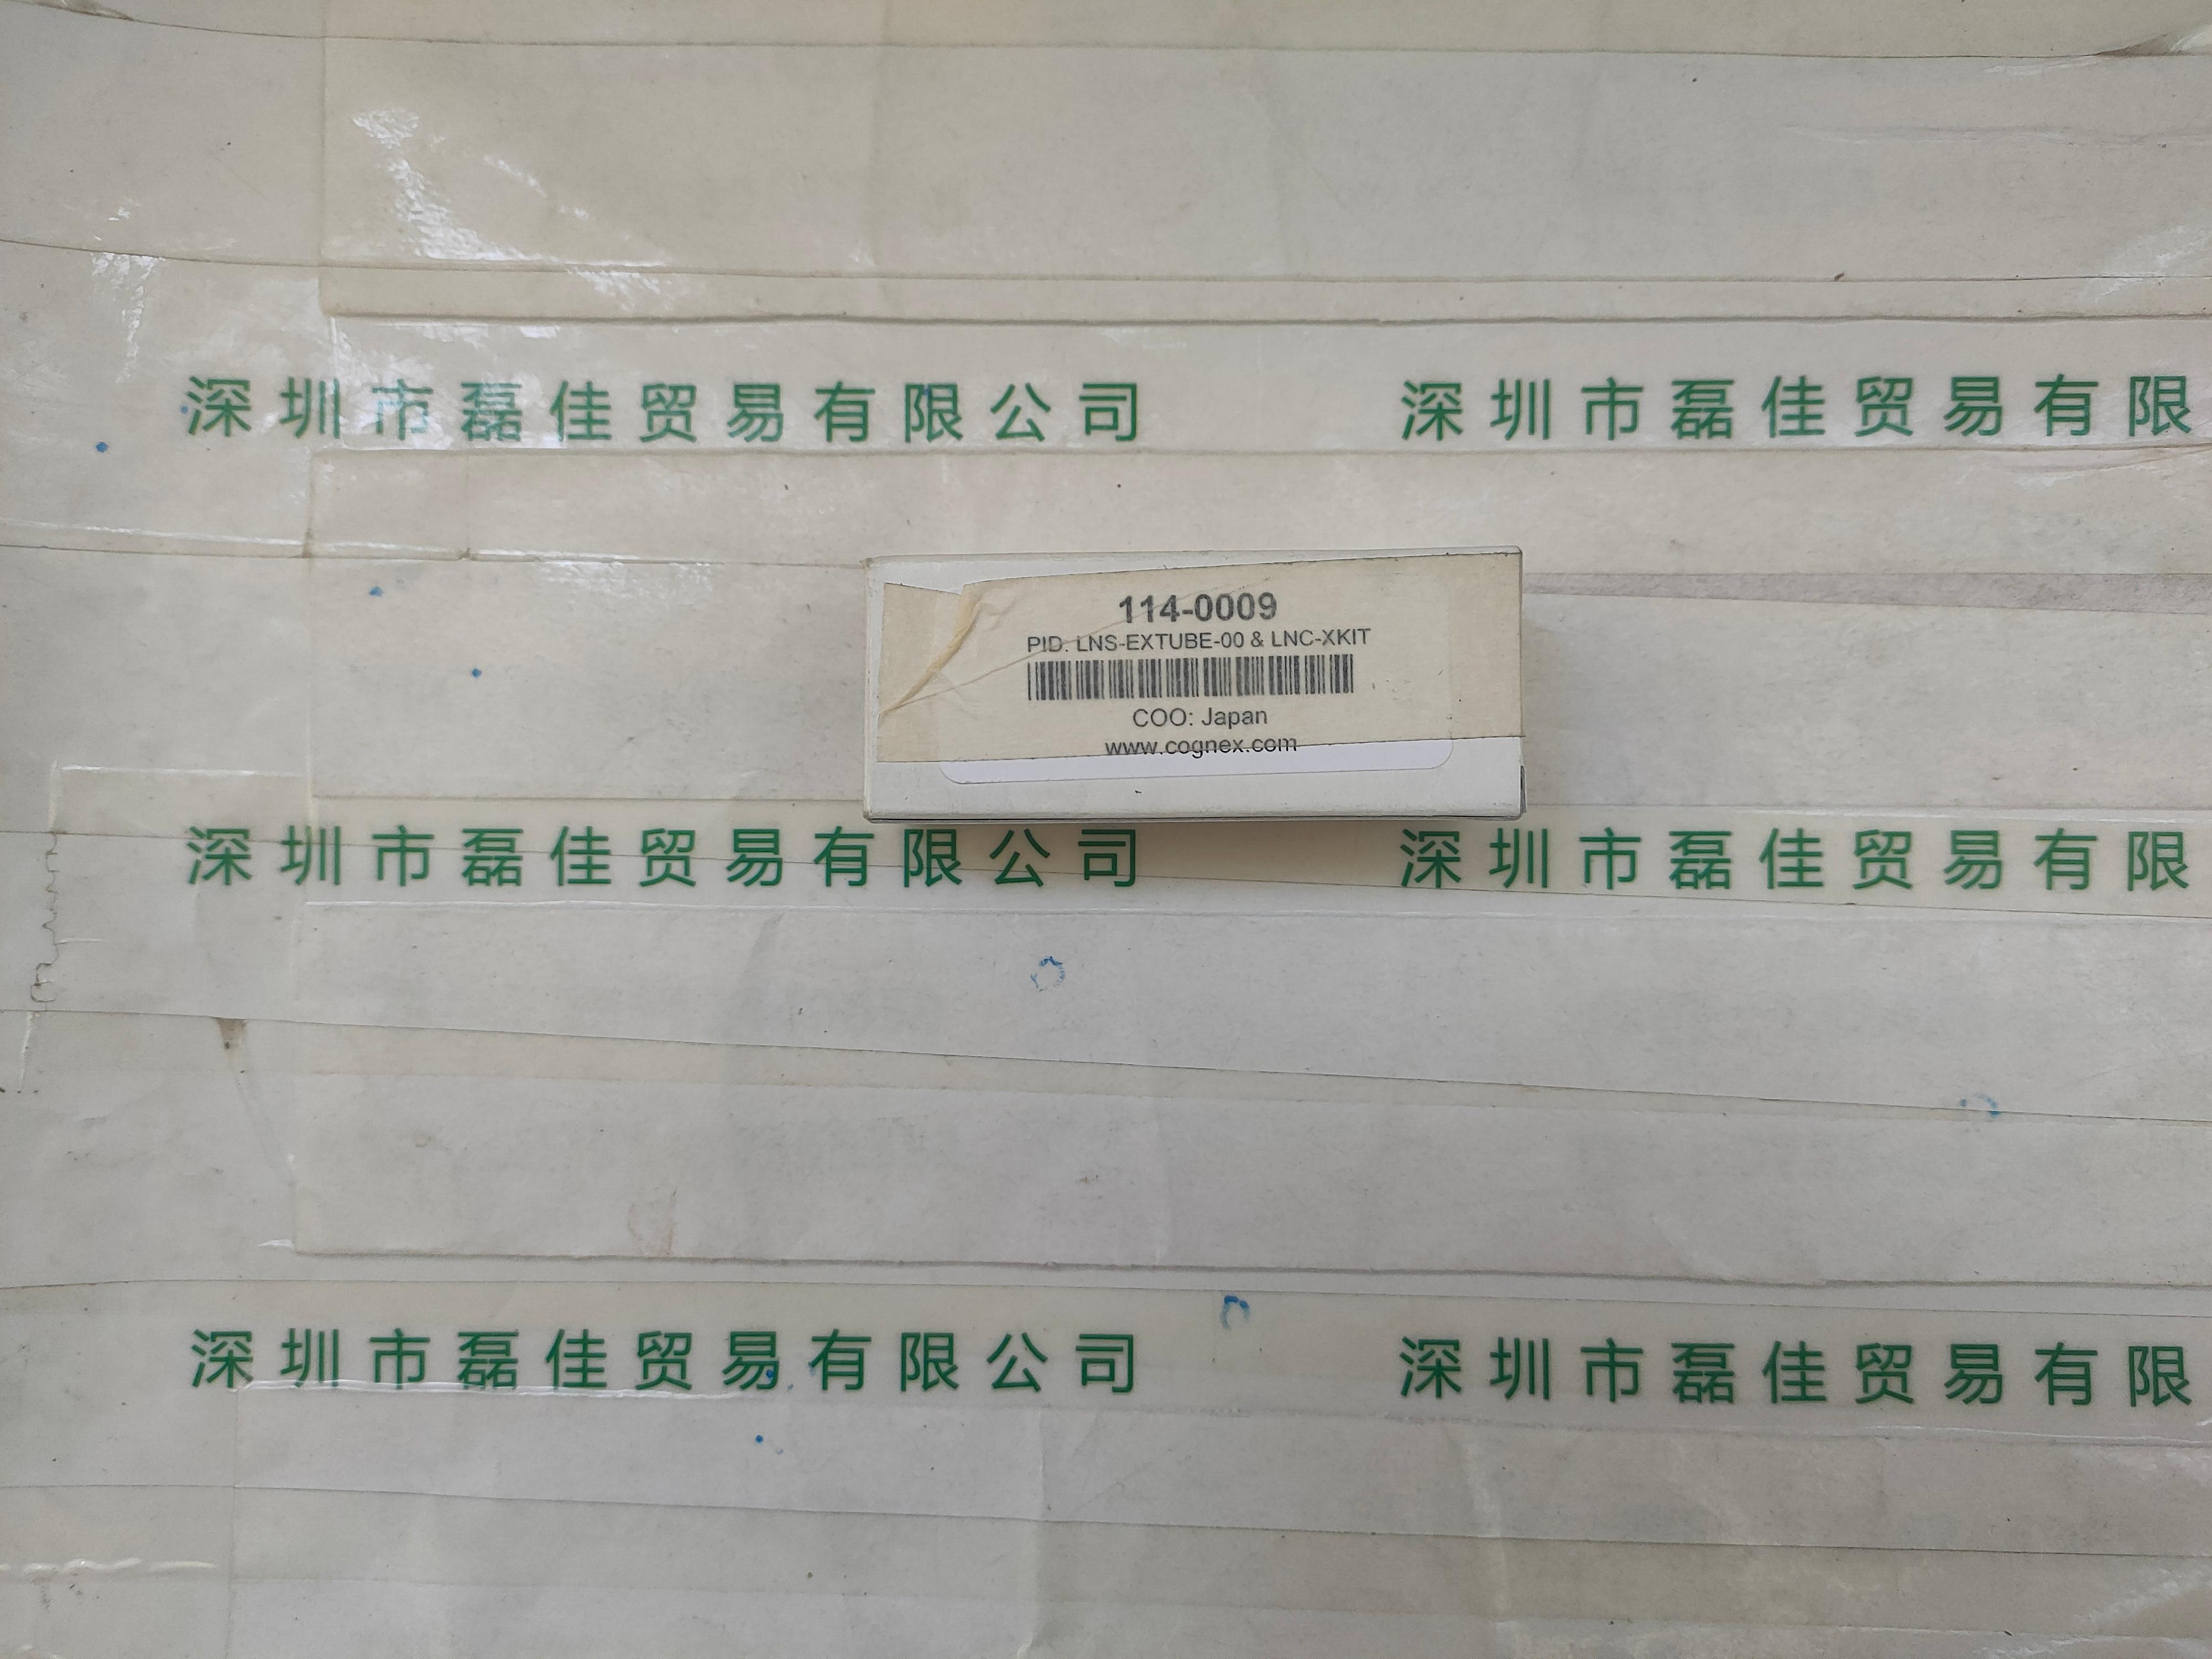 深圳市磊佳贸易有限公司 深圳市磊佳贸易有限
114-0009
PID: LNS-EXTUBE-00 & LNC-XKIT
COO: Japan
www.cognex.com
深圳市磊佳贸易有限公司 深圳市磊佳贸易有限
深圳市磊佳贸易有限公司 深圳市磊佳贸易有限